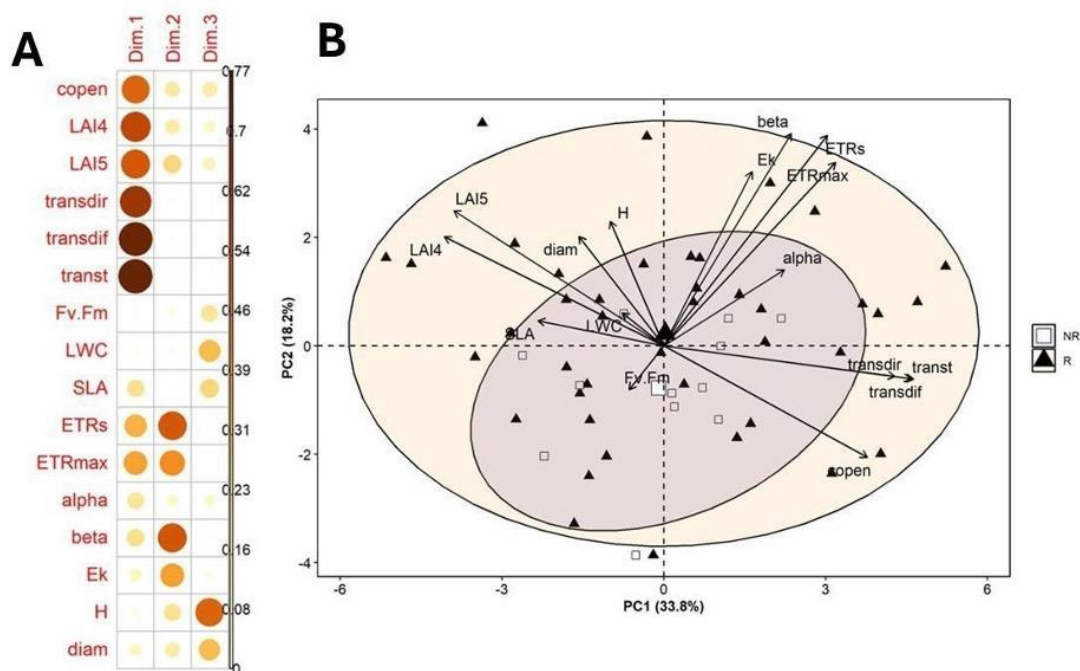 A
Dim.1 Dim.2 Dim.3
copen
LAI4
LAI5
transdir
transdif
transt
Fv.Fm
LWC
SLA
ETRs
ETRmax
alpha
beta
Ek
H
diam
0.77
0.7
0.62
0.54
0.46
0.39
0.31
0.23
0.16
0.08
0
B
PC2 (18.2%)
4
2
0
-2
-4
beta
ETRs
Ek
ETRmax
LAI5
H
LAI4
diam
alpha
LWC
SLA
Fv.Fm
transdir
transt
transdif
copen
-6 -3 0 3 6
PC1 (33.8%)
NR
R